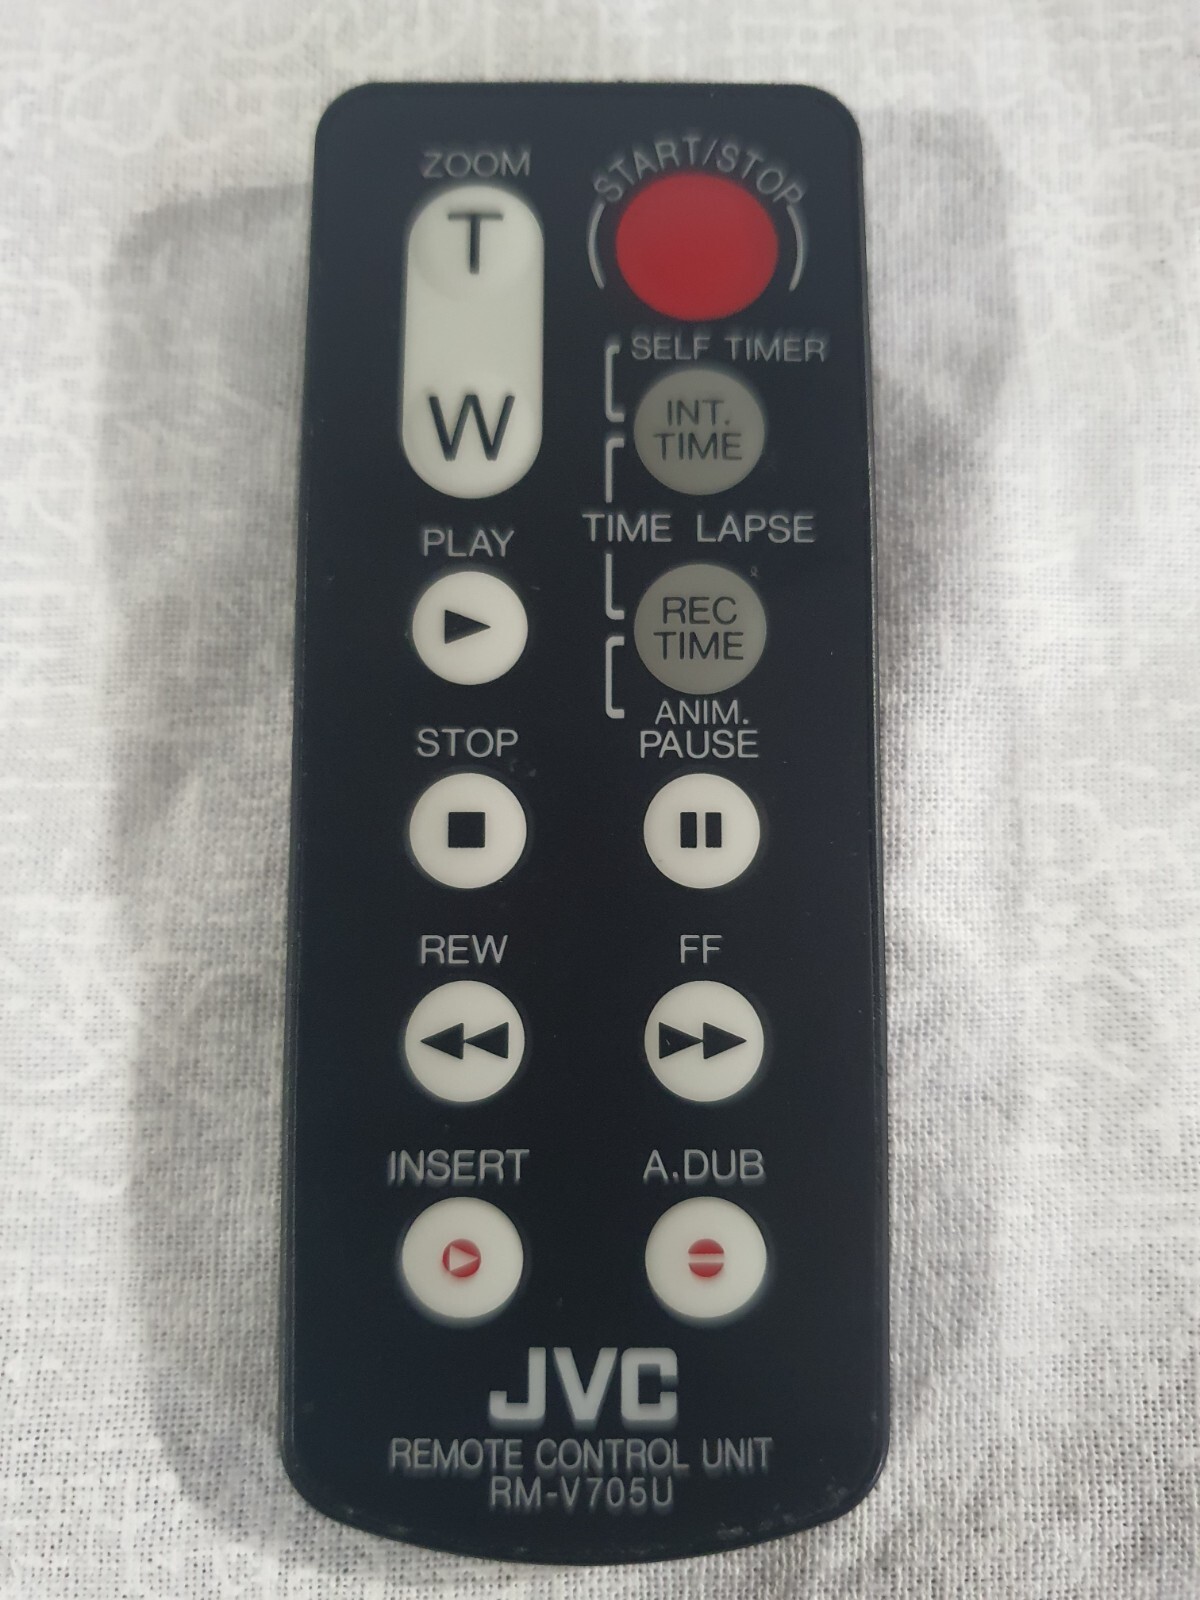 ZOOM
START/STOP
T
W
SELF TIMER
INT.
TIME
TIME LAPSE
PLAY
REC
TIME
ANIM.
STOP
PAUSE
REW
FF
INSERT
A.DUB
JVC
REMOTE CONTROL UNIT
RM-V705U